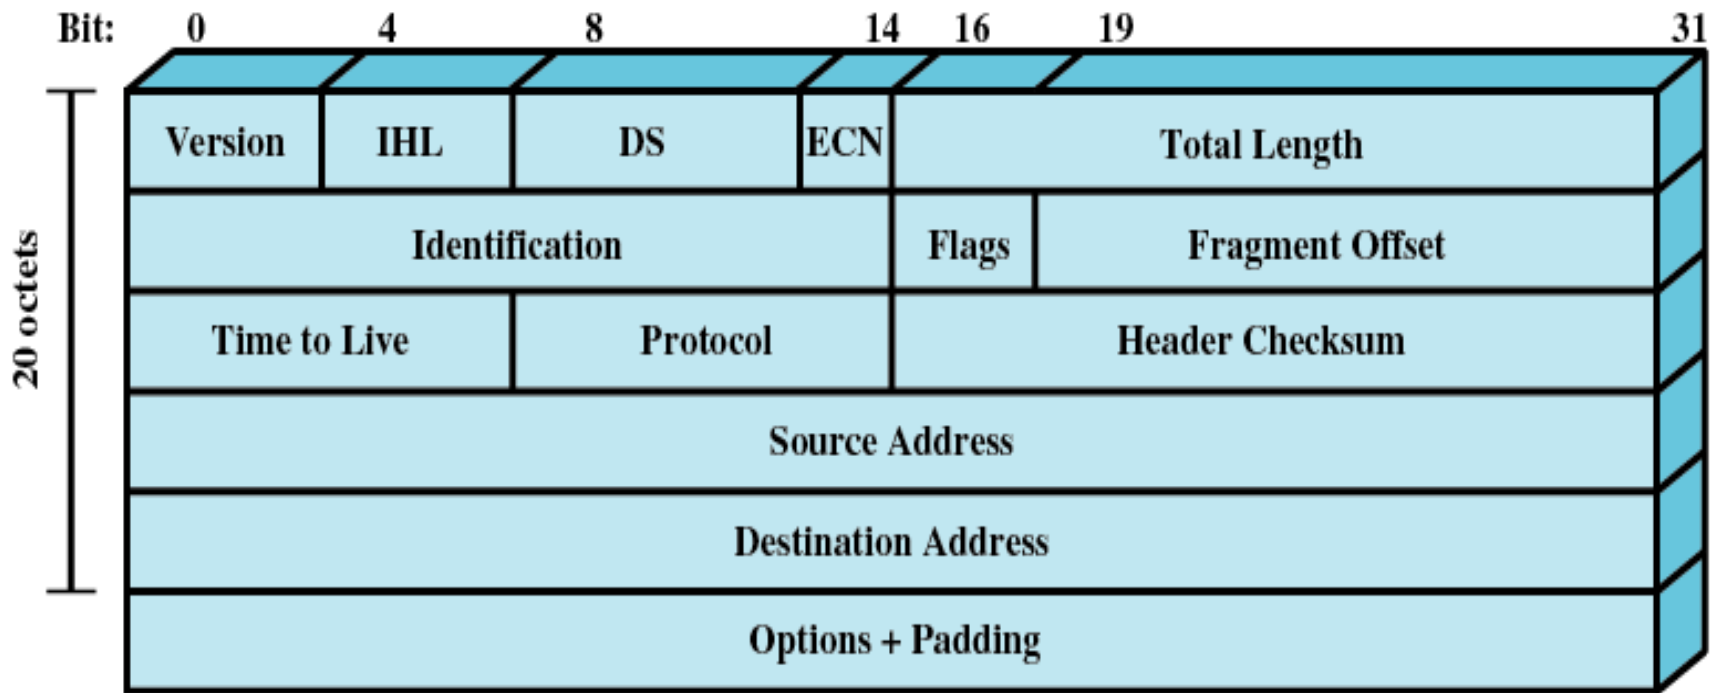 Bit: 0 4 8 14 16 19 31
Version IHL DS ECN Total Length
Identification Flags Fragment Offset
Time to Live Protocol Header Checksum
20 octets
Source Address
Destination Address
Options + Padding